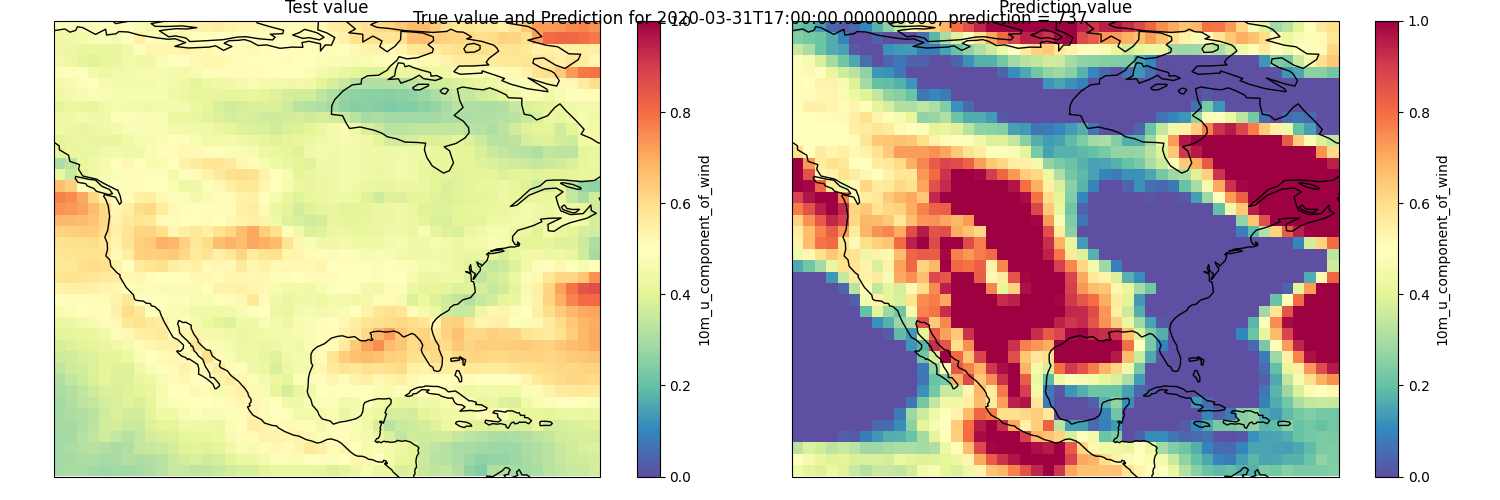 Test value
True value and Prediction for 2020-03-31T17:00:00.000000000, prediction = 737
Prediction value
1.0
0.8
0.6
0.4
0.2
0.0
10m_u_component_of_wind
1.0
0.8
0.6
0.4
0.2
0.0
10m_u_component_of_wind